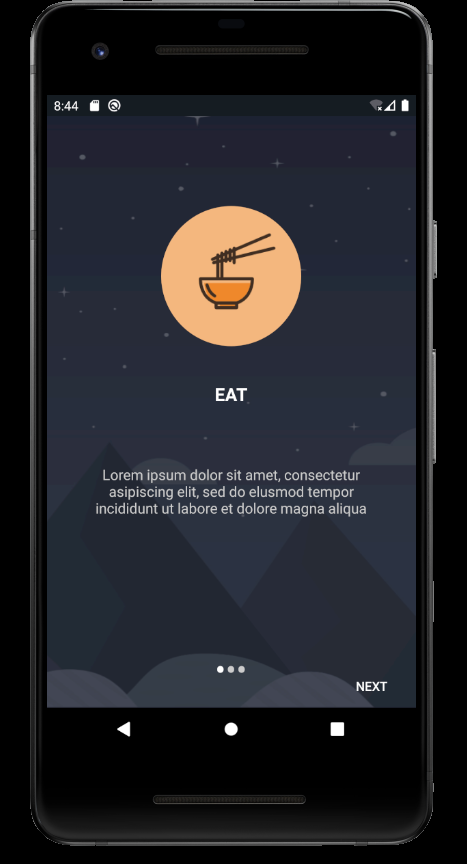 8:44
EAT
Lorem ipsum dolor sit amet, consectetur
adipiscing elit, sed do elusmod tempor
incididunt ut labore et dolore magna aliqua
NEXT